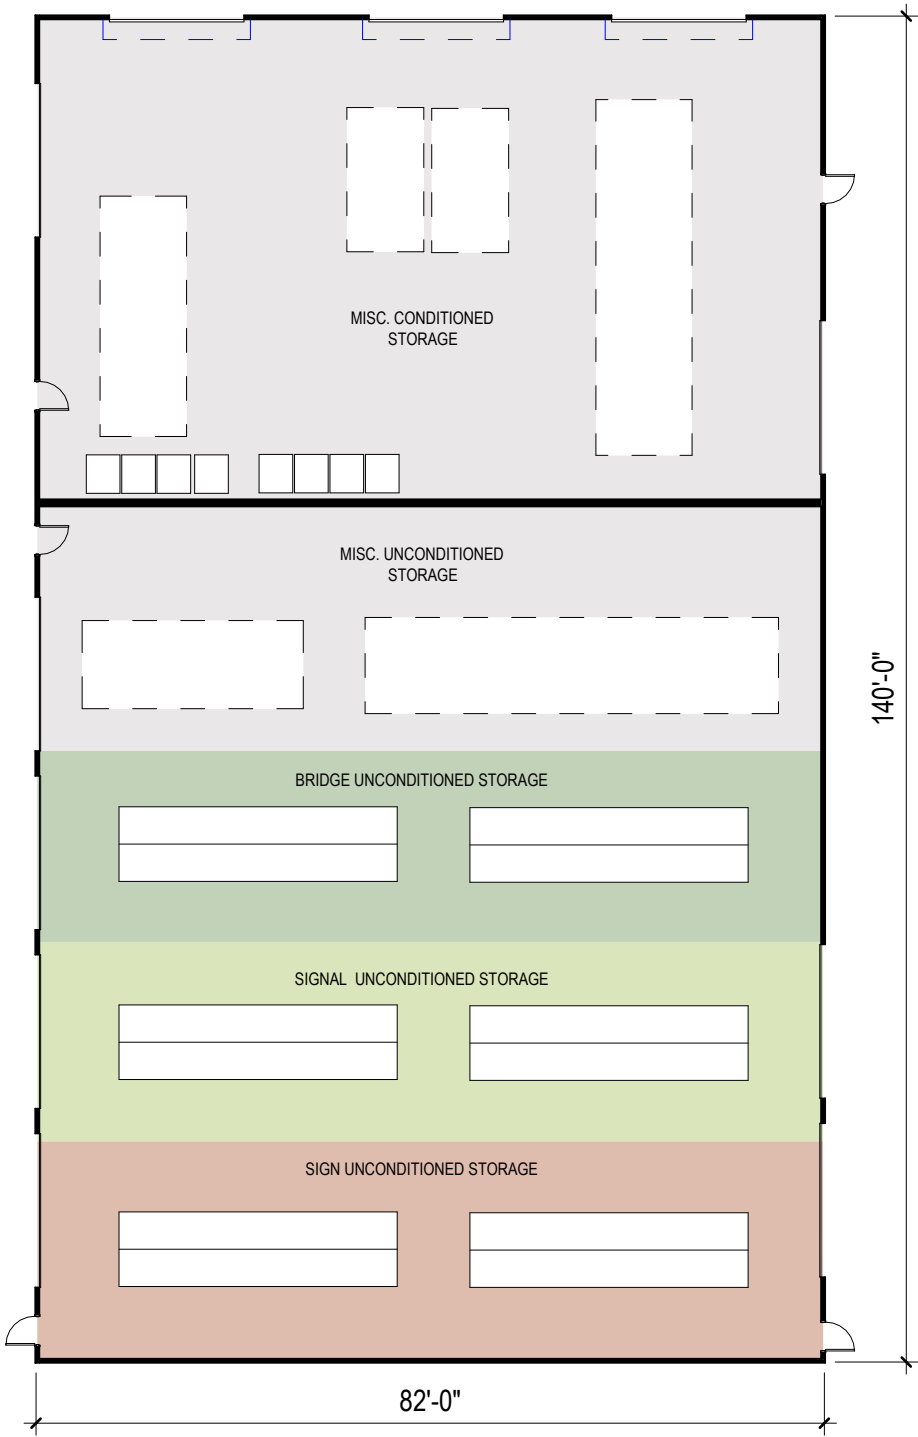 MISC. CONDITIONED
STORAGE
MISC. UNCONDITIONED
STORAGE
140'-0"
BRIDGE UNCONDITIONED STORAGE
SIGNAL UNCONDITIONED STORAGE
SIGN UNCONDITIONED STORAGE
82'-0"